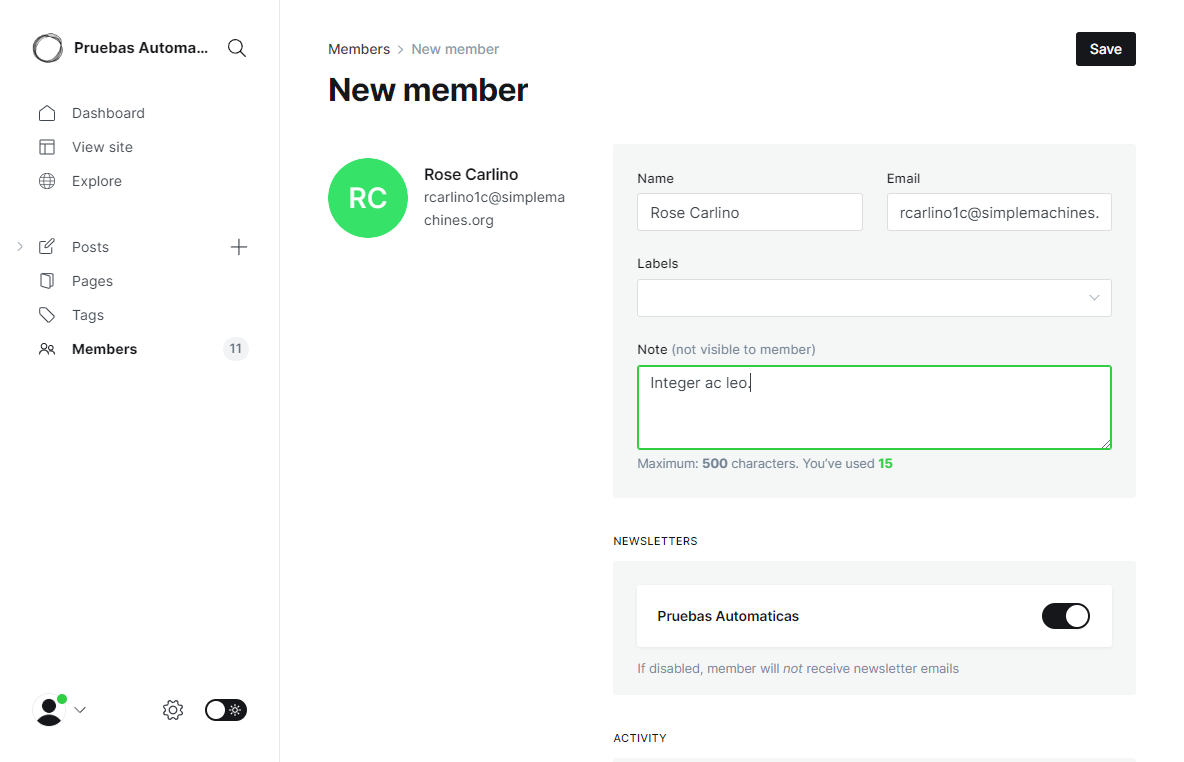 Pruebas Automa...
Dashboard
View site
Explore
Posts
Pages
Tags
Members
11
Members > New member
Save
New member
RC
Rose Carlino
rcarlino1c@simplema
chines.org
Name
Email
Rose Carlino
rcarlino1c@simplemachines.
Labels
Note (not visible to member)
Integer ac leo.
Maximum: 500 characters. You’ve used 15
NEWSLETTERS
Pruebas Automaticas
If disabled, member will not receive newsletter emails
ACTIVITY